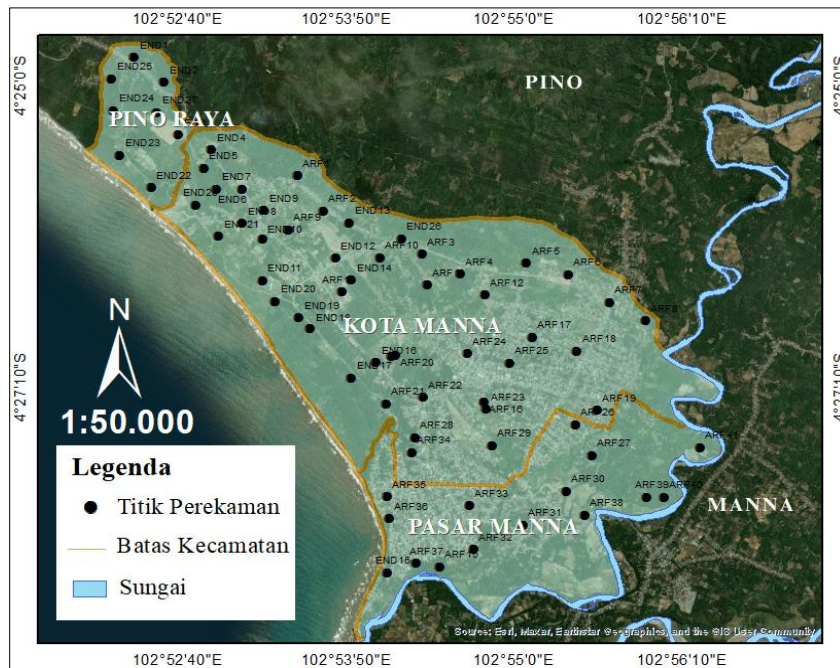 102°52'40"E 102°53'50"E 102°55'0"E 102°56'10"E
4°25'0"S
4°25'0"S
END1
END25
END2
PINO
END24
PINO RAYA
END4
END23
END5
ARF1
END22
END7
END6
END9
ARF2
END13
END8
ARF9
END21
END10
END26
END12
ARF10
ARF3
ARF5
ARF4
ARF6
END11
END14
ARF12
END20
ARF7
END19
ARF8
N
KOTA MANNA
ARF17
END16
ARF20
ARF24
ARF25
ARF18
END17
4°27'10"S
4°27'10"S
1:50.000
ARF21
ARF22
ARF23
ARF16
ARF19
ARF26
ARF28
ARF34
ARF29
ARF27
ARF41
Legenda
Titik Perekaman
Batas Kecamatan
Sungai
ARF35
ARF30
ARF39
ARF40
ARF36
ARF33
ARF38
MANNA
PASAR MANNA
ARF31
ARF32
ARF37
END15
Source: Esri, Maxar, Earthstar Geographics, and the GIS User Community
102°52'40"E 102°53'50"E 102°55'0"E 102°56'10"E